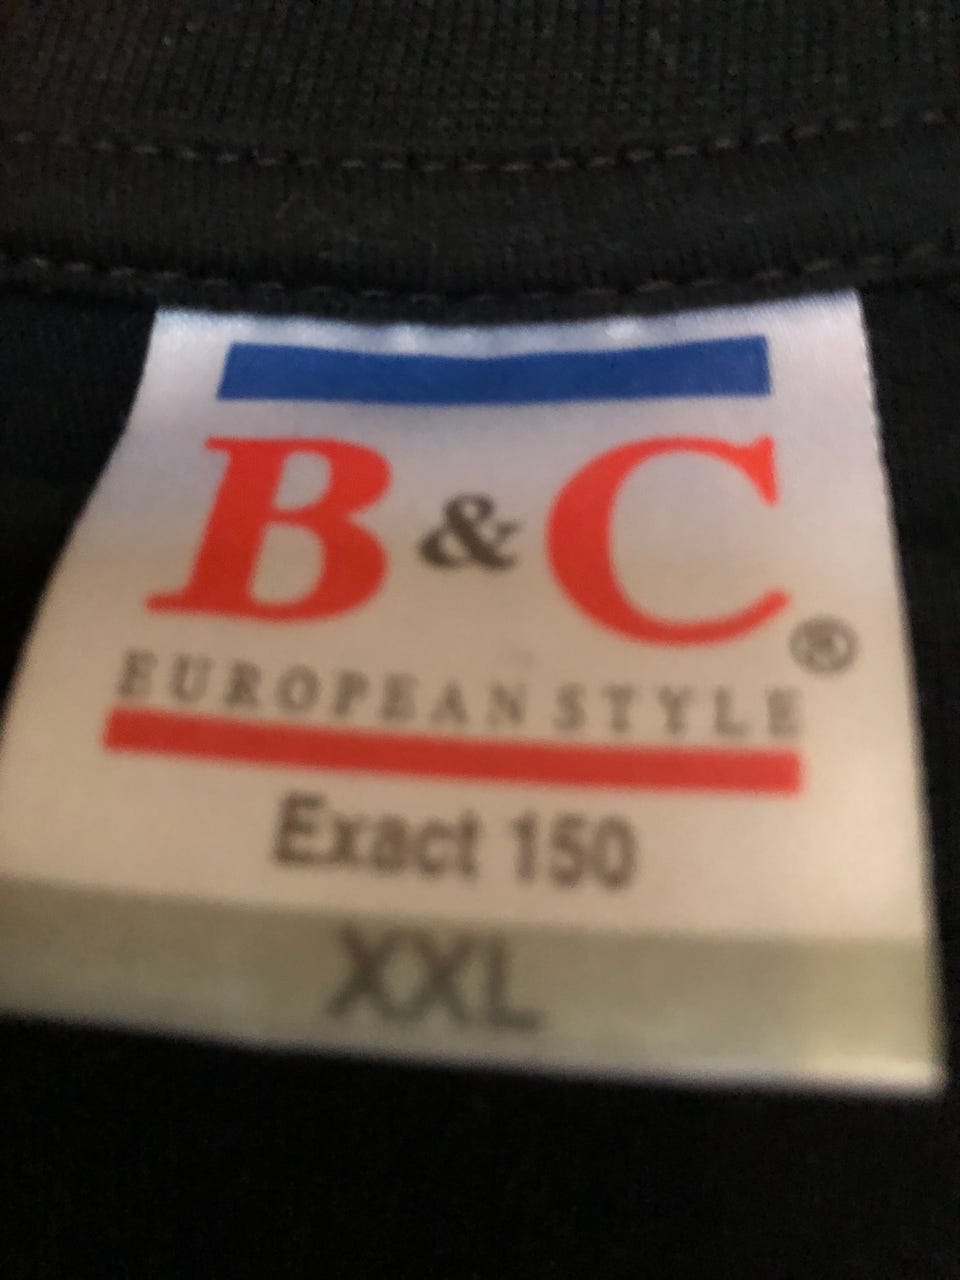 B&C®
EUROPEAN STYLE
Exact 150
XXL